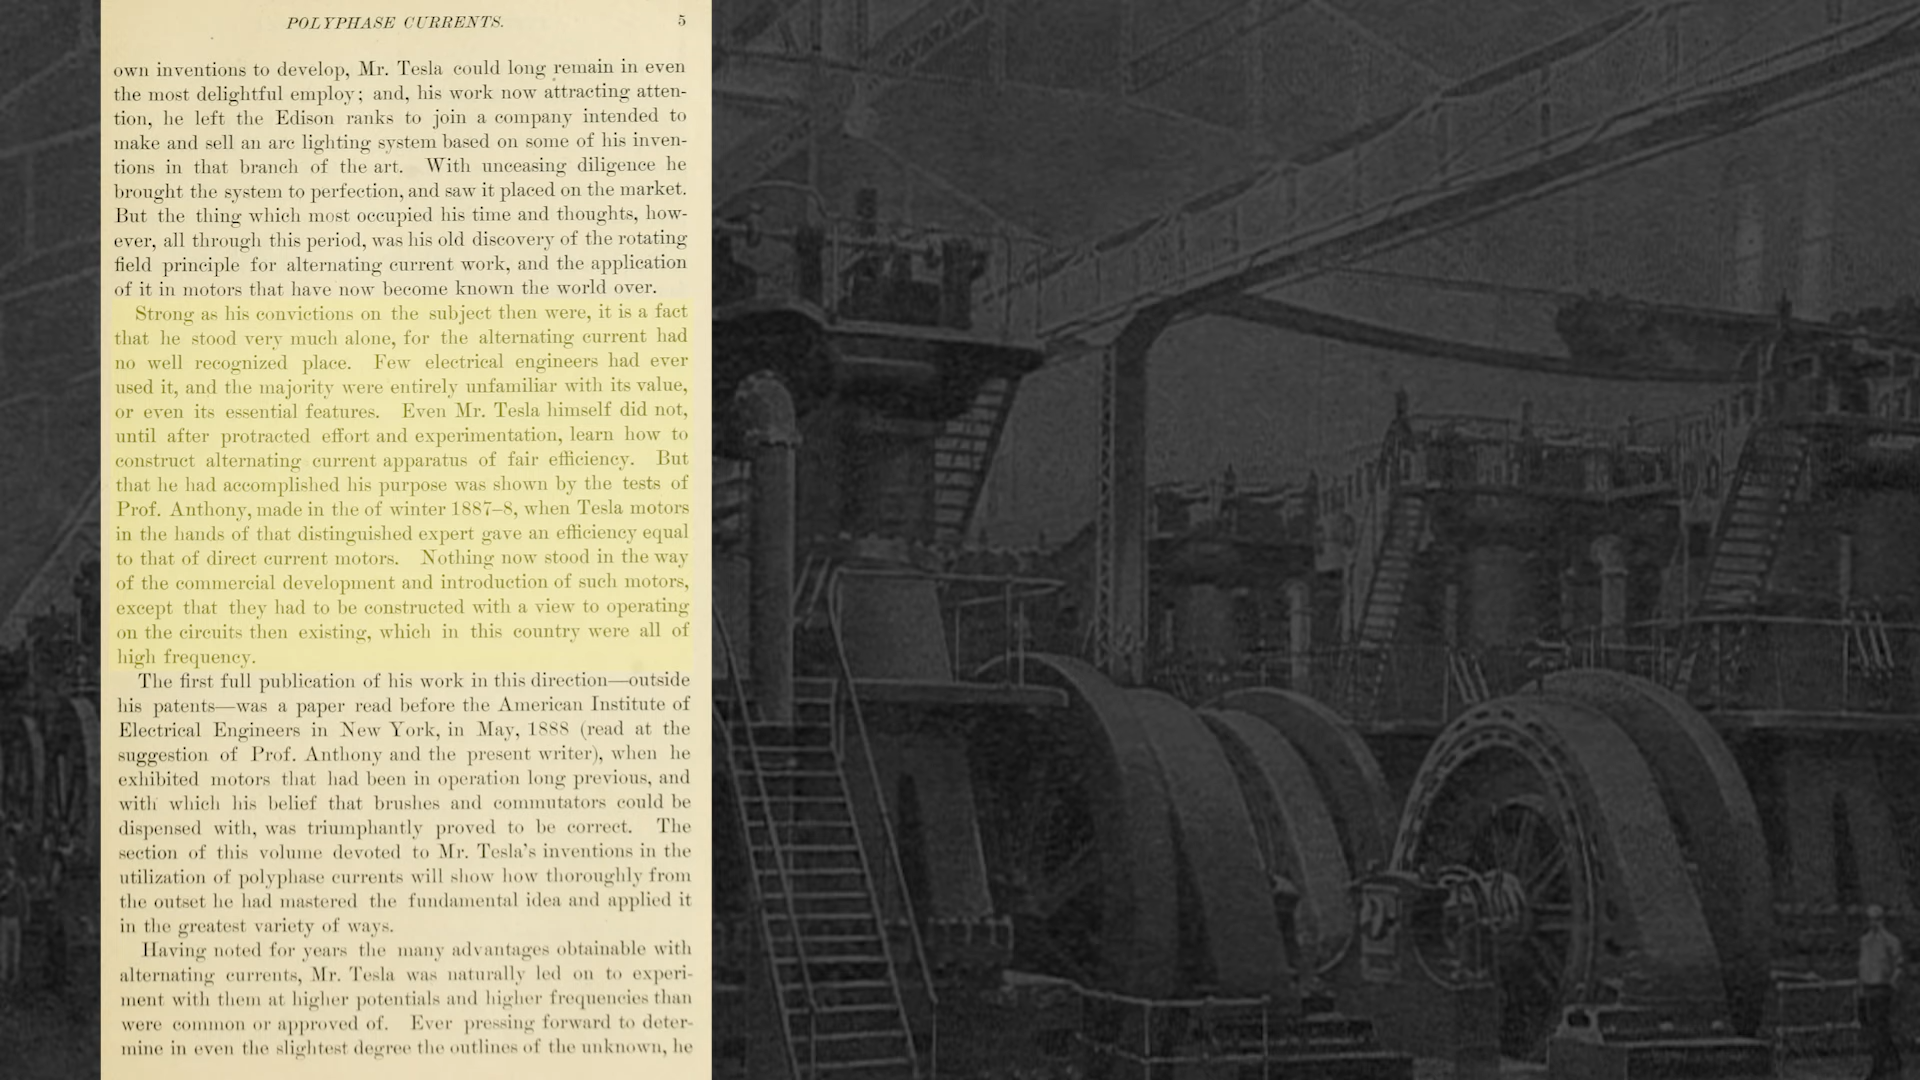 POLYPHASE CURRENTS. 5
own inventions to develop, Mr. Tesla could long remain in even
the most delightful employ; and, his work now attracting atten-
tion, he left the Edison ranks to join a company intended to
make and sell an arc lighting system based on some of his inven-
tions in that branch of the art. With unceasing diligence he
brought the system to perfection, and saw it placed on the market.
But the thing which most occupied his time and thoughts, how-
ever, all through this period, was his old discovery of the rotating
field principle for alternating current work, and the application
of it in motors that have now become known the world over.
Strong as his convictions on the subject then were, it is a fact
that he stood very much alone, for the alternating current had
no well recognized place. Few electrical engineers had ever
used it, and the majority were entirely unfamiliar with its value,
or even its essential features. Even Mr. Tesla himself did not,
until after protracted effort and experimentation, learn how to
construct alternating current apparatus of fair efficiency. But
that he had accomplished his purpose was shown by the tests of
Prof. Anthony, made in the of winter 1887–8, when Tesla motors
in the hands of that distinguished expert gave an efficiency equal
to that of direct current motors. Nothing now stood in the way
of the commercial development and introduction of such motors,
except that they had to be constructed with a view to operating
on the circuits then existing, which in this country were all of
high frequency.
The first full publication of his work in this direction—outside
his patents—was a paper read before the American Institute of
Electrical Engineers in New York, in May, 1888 (read at the
suggestion of Prof. Anthony and the present writer), when he
exhibited motors that had been in operation long previous, and
with which his belief that brushes and commutators could be
dispensed with, was triumphantly proved to be correct. The
section of this volume devoted to Mr. Tesla's inventions in the
utilization of polyphase currents will show how thoroughly from
the outset he had mastered the fundamental idea and applied it
in the greatest variety of ways.
Having noted for years the many advantages obtainable with
alternating currents, Mr. Tesla was naturally led on to experi-
ment with them at higher potentials and higher frequencies than
were common or approved of. Ever pressing forward to deter-
mine in even the slightest degree the outlines of the unknown, he